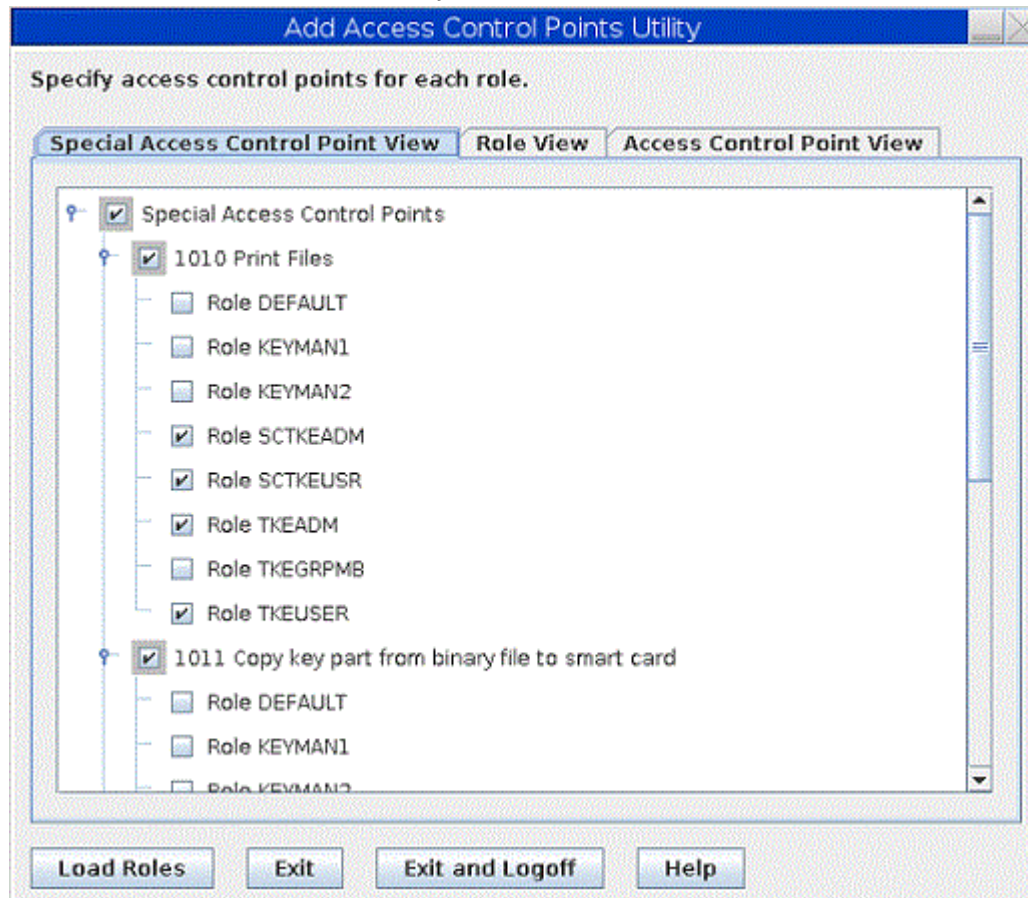 Add Access Control Points Utility
Specify access control points for each role.
Special Access Control Point View Role View Access Control Point View
Special Access Control Points
1010 Print Files
Role DEFAULT
Role KEYMAN1
Role KEYMAN2
Role SCTKEADM
Role SCTKEUSR
Role TKEADM
Role TKEGRPMB
Role TKEUSER
1011 Copy key part from binary file to smart card
Role DEFAULT
Role KEYMAN1
Role KEYMAN2
Load Roles Exit Exit and Logoff Help